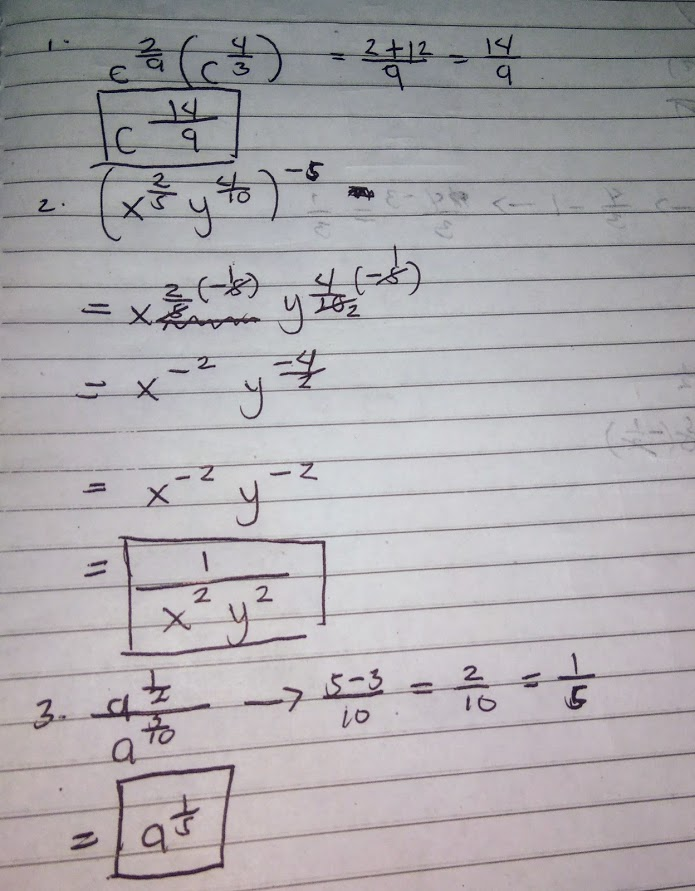 1. c^(2/9) (c^(4/3)) = (2+12)/9 = 14/9
c^(14/9)
2. (x^(2/5) y^(4/10))^-5
= x^(2/5 (-5)) y^(4/10 (-5))
= x^-2 y^(-4/2)
= x^-2 y^-2
= 1/(x^2 y^2)
3. a^(1/2)/a^(3/10) → (5-3)/10 = 2/10 = 1/5
= a^(1/5)